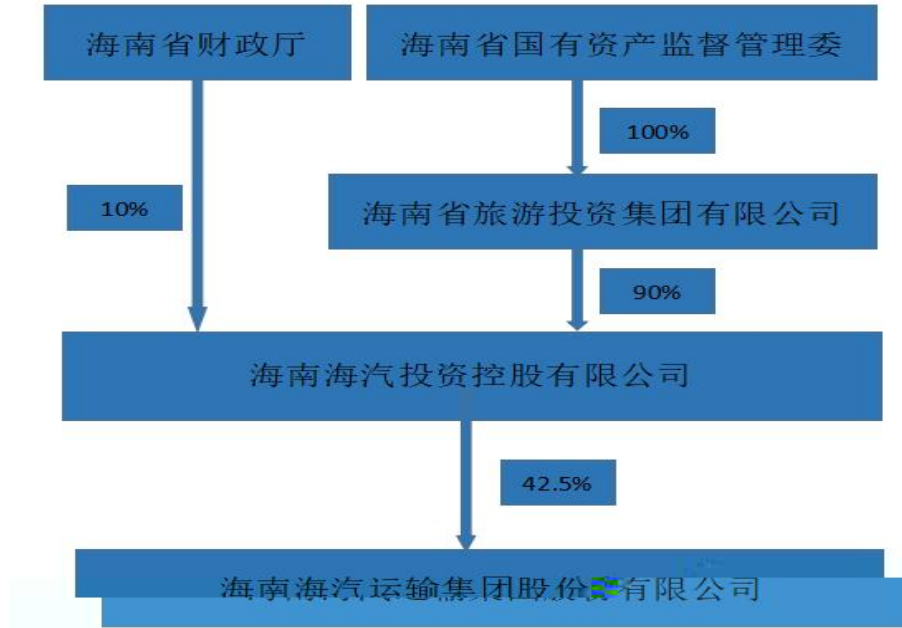 海南省财政厅
海南省国有资产监督管理委
100%
10%
海南省旅游投资集团有限公司
90%
海南海汽投资控股有限公司
42.5%
海南海汽运输集团股份有限公司